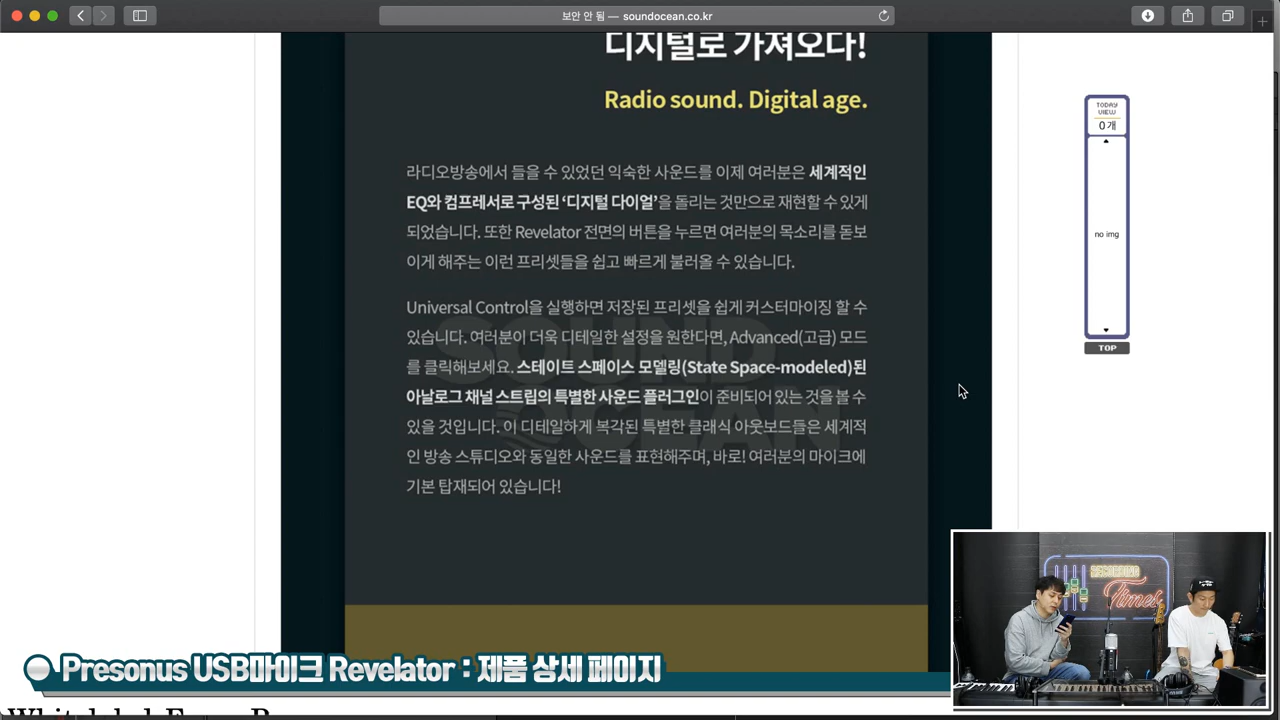 보안 안 됨 — soundocean.co.kr
디지털로 가져오다!
Radio sound. Digital age.
TODAY
VIEW
0 개
no img
TOP
라디오방송에서 들을 수 있었던 익숙한 사운드를 이제 여러분은 세계적인
EQ와 컴프레서로 구성된 ‘디지털 다이얼’을 돌리는 것만으로 재현할 수 있게
되었습니다. 또한 Revelator 전면의 버튼을 누르면 여러분의 목소리를 돋보
이게 해주는 이런 프리셋들을 쉽고 빠르게 불러올 수 있습니다.
Universal Control을 실행하면 저장된 프리셋을 쉽게 커스터마이징 할 수
있습니다. 여러분이 더욱 디테일한 설정을 원한다면, Advanced(고급) 모드
를 클릭해보세요. 스테이트 스페이스 모델링(State Space-modeled)된
아날로그 채널 스트립의 특별한 사운드 플러그인이 준비되어 있는 것을 볼 수
있을 것입니다. 이 디테일하게 복각된 특별한 클래식 아웃보드들은 세계적
인 방송 스튜디오와 동일한 사운드를 표현해주며, 바로! 여러분의 마이크에
기본 탑재되어 있습니다!
SOUND
OCEAN
RECORDING
Times
Presonus USB마이크 Revelator : 제품 상세 페이지